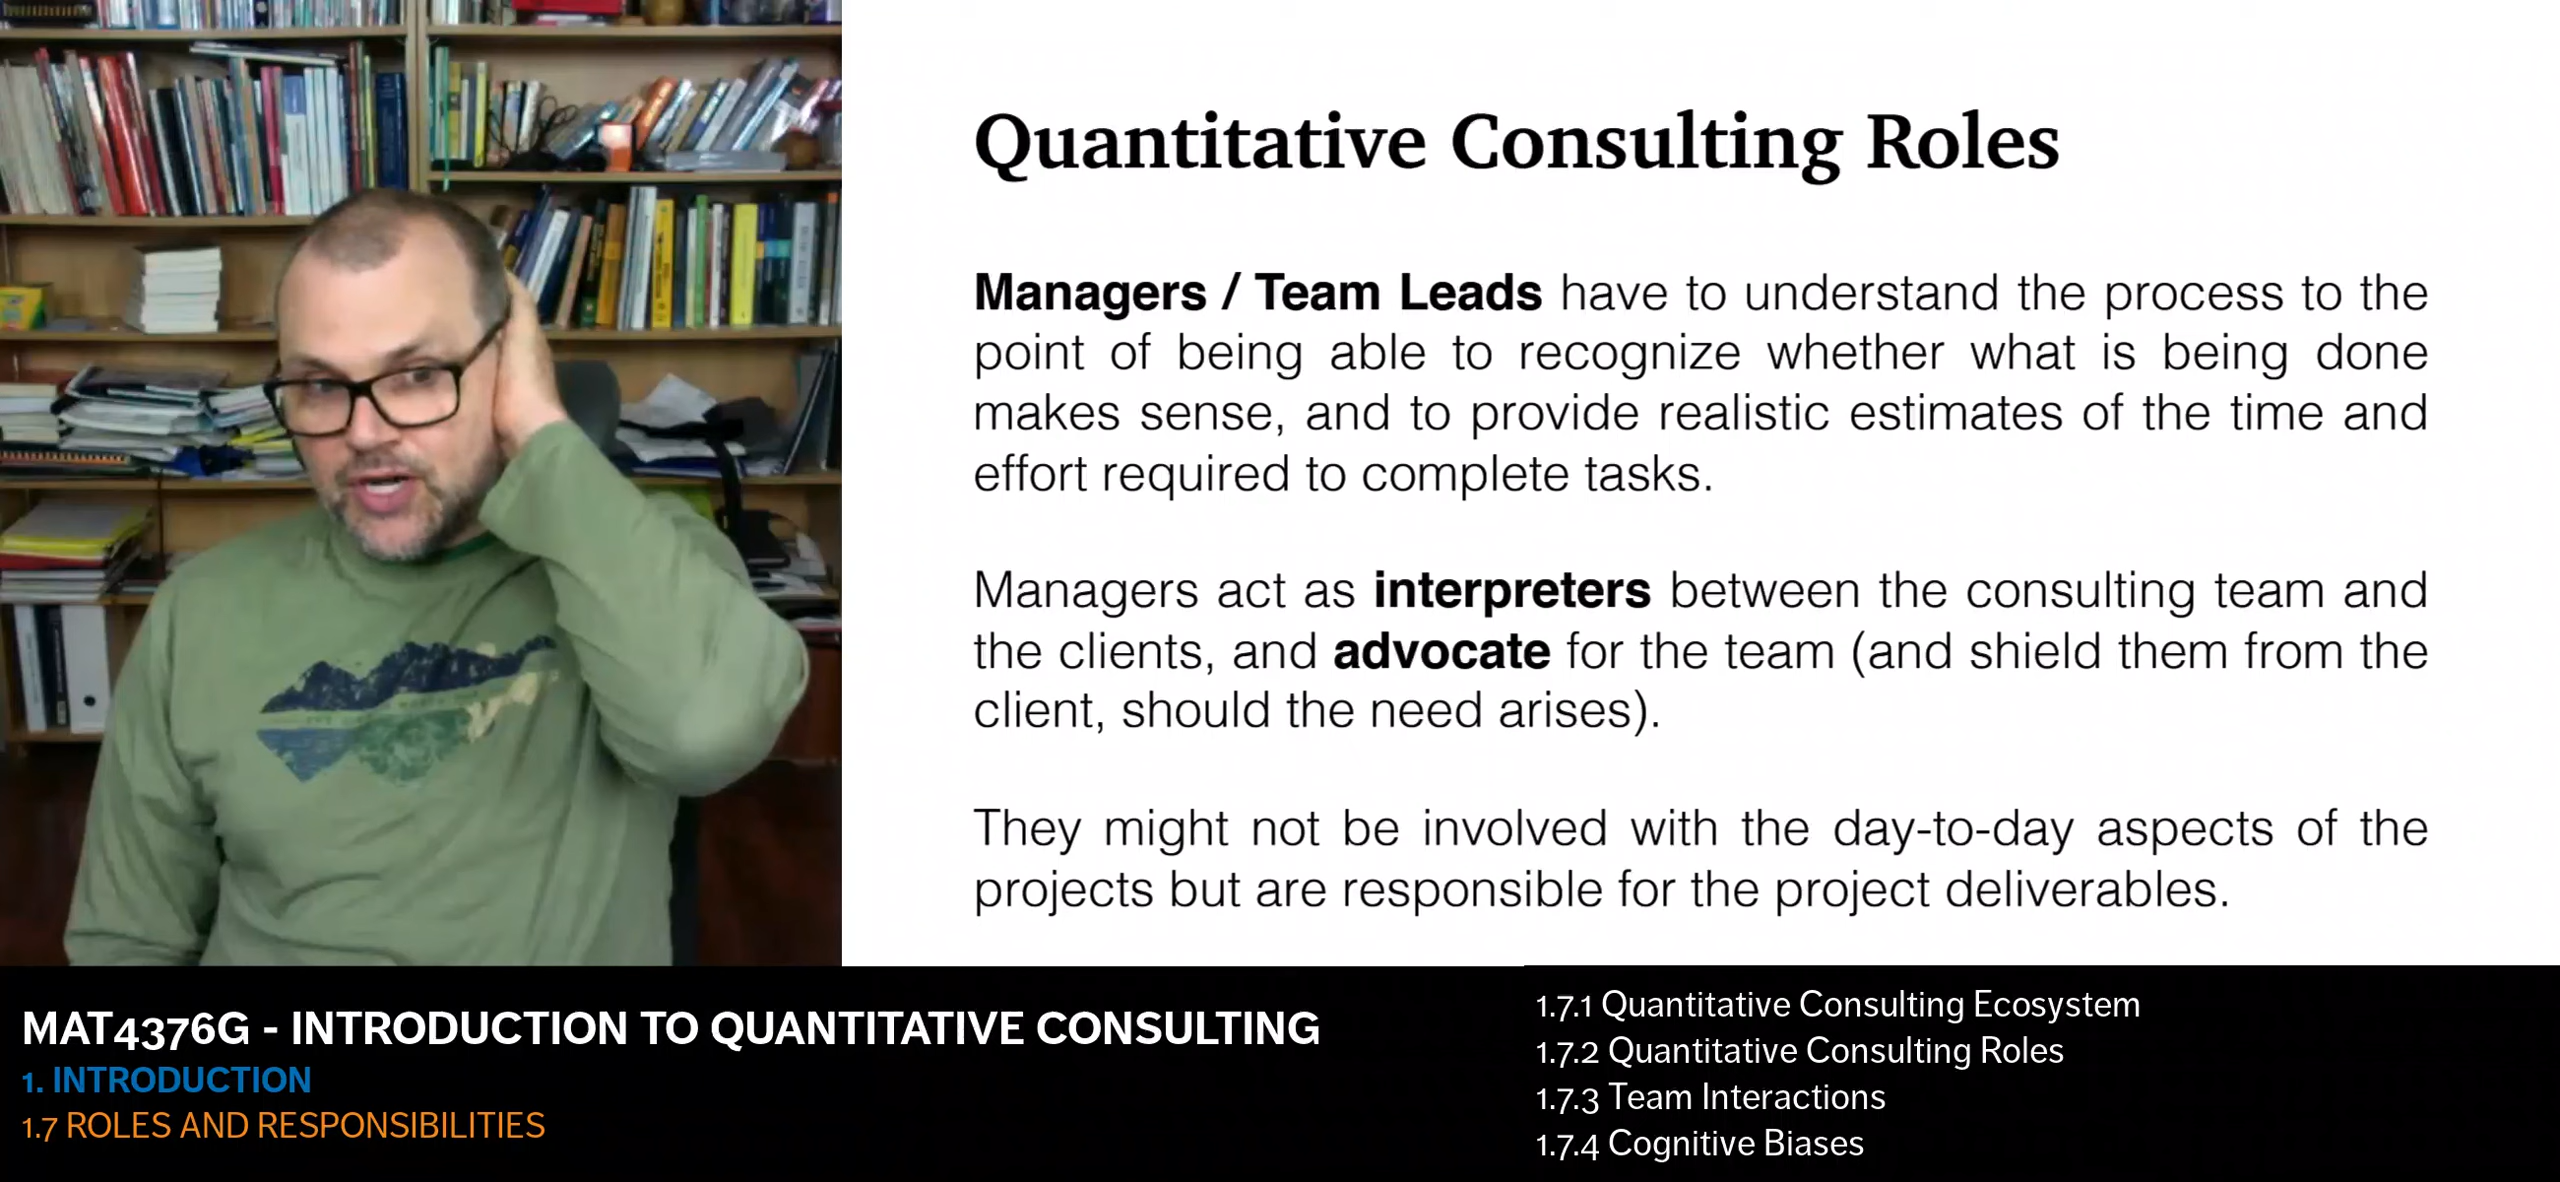 Quantitative Consulting Roles
Managers / Team Leads have to understand the process to the
point of being able to recognize whether what is being done
makes sense, and to provide realistic estimates of the time and
effort required to complete tasks.
Managers act as interpreters between the consulting team and
the clients, and advocate for the team (and shield them from the
client, should the need arises).
They might not be involved with the day-to-day aspects of the
projects but are responsible for the project deliverables.
MAT4376G - INTRODUCTION TO QUANTITATIVE CONSULTING
1. INTRODUCTION
1.7 ROLES AND RESPONSIBILITIES
1.7.1 Quantitative Consulting Ecosystem
1.7.2 Quantitative Consulting Roles
1.7.3 Team Interactions
1.7.4 Cognitive Biases